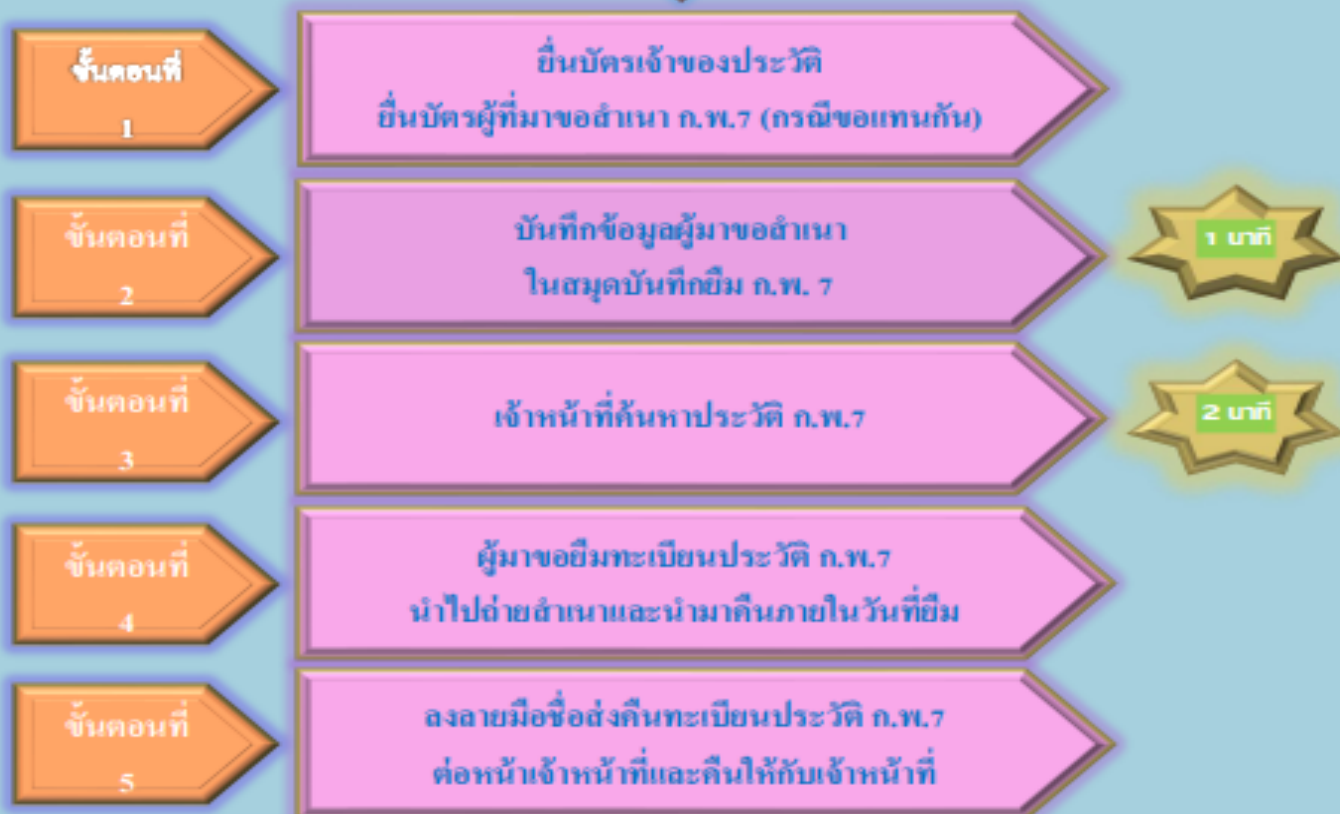 ขั้นตอนที่
1
ยื่นบัตรเจ้าของประวัติ
ยื่นบัตรผู้ที่มาขอสำเนา ก.พ.7 (กรณีขอแทนกัน)
ขั้นตอนที่
2
บันทึกข้อมูลผู้มาขอสำเนา
ในสมุดบันทึกยืม ก.พ. 7
1 นาที
ขั้นตอนที่
3
เจ้าหน้าที่ค้นหาประวัติ ก.พ.7
2 นาที
ขั้นตอนที่
4
ผู้มาขอยืมทะเบียนประวัติ ก.พ.7
นำไปถ่ายสำเนาและนำมาคืนภายในวันที่ยืม
ขั้นตอนที่
5
ลงลายมือชื่อส่งคืนทะเบียนประวัติ ก.พ.7
ต่อหน้าเจ้าหน้าที่และคืนให้กับเจ้าหน้าที่